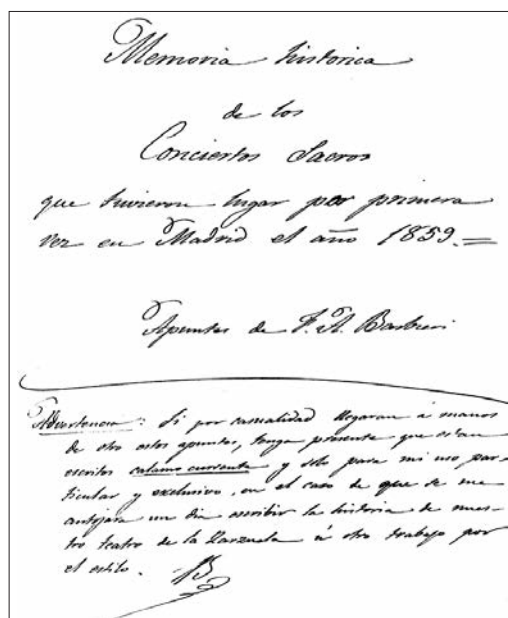 Memoria historica
de los
Conciertos Sacros
que tuvieron lugar por primera
vez en Madrid el año 1859.=
Apuntes de F. A. Barbieri
Advertencia: Si por casualidad llegaran á manos
de otro estos apuntes, tenga presente que estan
escritos calamo currente y sólo para mi uso par-
ticular y exclusivo, en el caso de que se me
antojara un dia escribir la historia de nues-
tro teatro de la Zarzuela ú otro trabajo por
el estilo. B